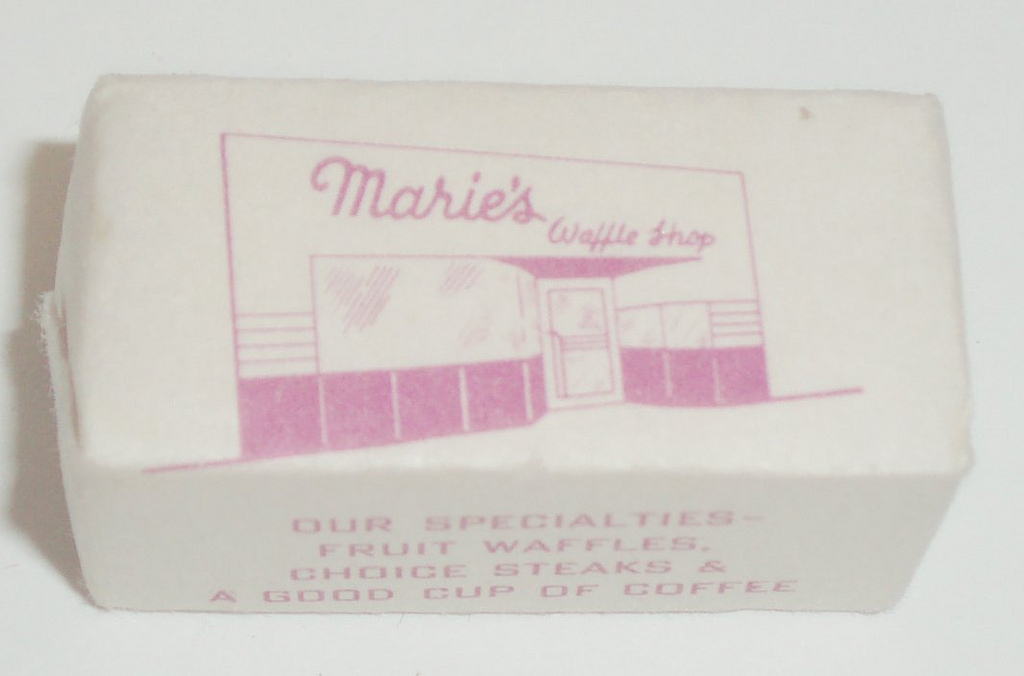 Marie's
Waffle Shop
OUR SPECIALTIES-
FRUIT WAFFLES,
CHOICE STEAKS &
A GOOD CUP OF COFFEE